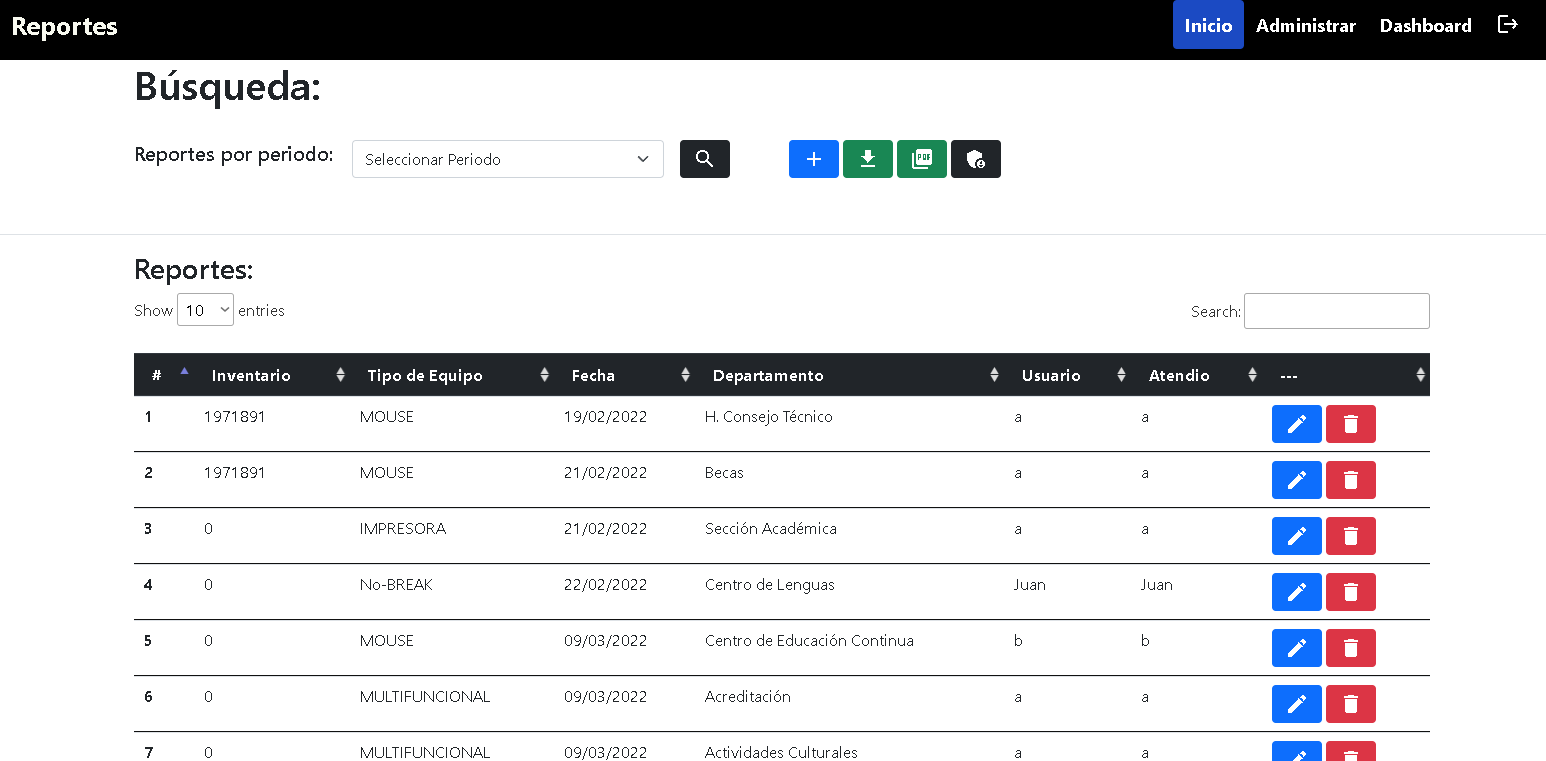 Reportes Inicio Administrar Dashboard
Búsqueda:
Reportes por periodo: Seleccionar Periodo PDF
Reportes:
Show 10 entries Search:
# Inventario Tipo de Equipo Fecha Departamento Usuario Atendio ---
1 1971891 MOUSE 19/02/2022 H. Consejo Técnico a a
2 1971891 MOUSE 21/02/2022 Becas a a
3 0 IMPRESORA 21/02/2022 Sección Académica a a
4 0 No-BREAK 22/02/2022 Centro de Lenguas Juan Juan
5 0 MOUSE 09/03/2022 Centro de Educación Continua b b
6 0 MULTIFUNCIONAL 09/03/2022 Acreditación a a
7 0 MULTIFUNCIONAL 09/03/2022 Actividades Culturales a a